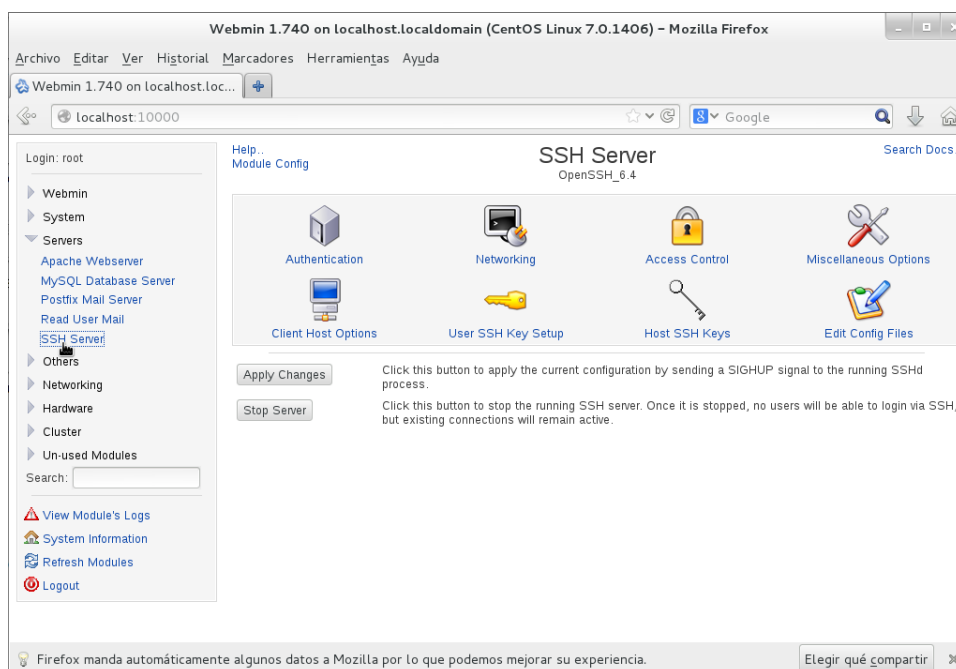 Webmin 1.740 on localhost.localdomain (CentOS Linux 7.0.1406) – Mozilla Firefox
Archivo Editar Ver Historial Marcadores Herramientas Ayuda
Webmin 1.740 on localhost.loc...
localhost:10000
Google
Login: root
Webmin
System
Servers
Apache Webserver
MySQL Database Server
Postfix Mail Server
Read User Mail
SSH Server
Others
Networking
Hardware
Cluster
Un-used Modules
Search:
View Module's Logs
System Information
Refresh Modules
Logout
Help..
Module Config
SSH Server
OpenSSH_6.4
Search Docs..
Authentication
Networking
Access Control
Miscellaneous Options
Client Host Options
User SSH Key Setup
Host SSH Keys
Edit Config Files
Apply Changes
Click this button to apply the current configuration by sending a SIGHUP signal to the running SSHd
process.
Stop Server
Click this button to stop the running SSH server. Once it is stopped, no users will be able to login via SSH,
but existing connections will remain active.
Firefox manda automáticamente algunos datos a Mozilla por lo que podemos mejorar su experiencia.
Elegir qué compartir